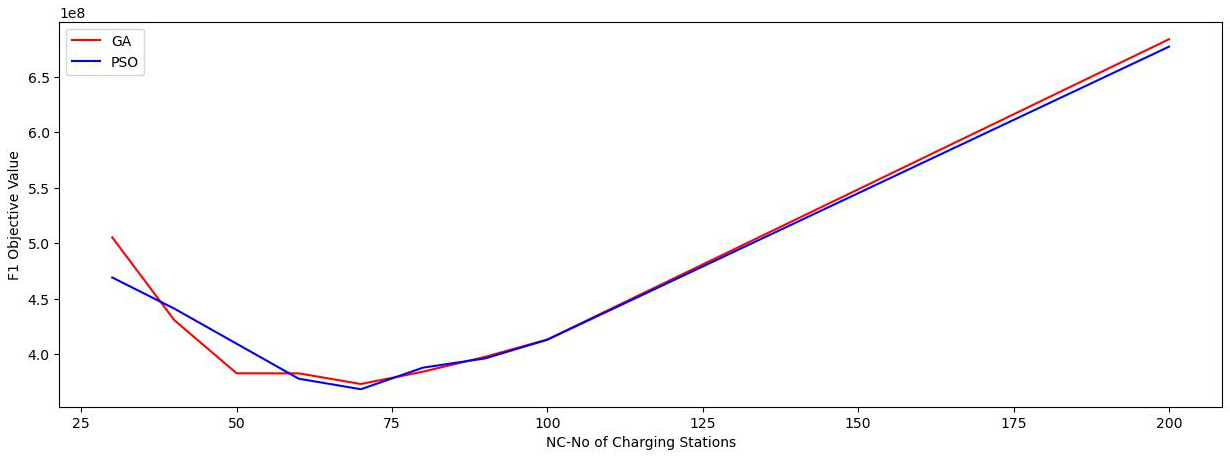 1e8
GA
PSO
6.5
6.0
5.5
5.0
4.5
4.0
F1 Objective Value
25 50 75 100 125 150 175 200
NC-No of Charging Stations